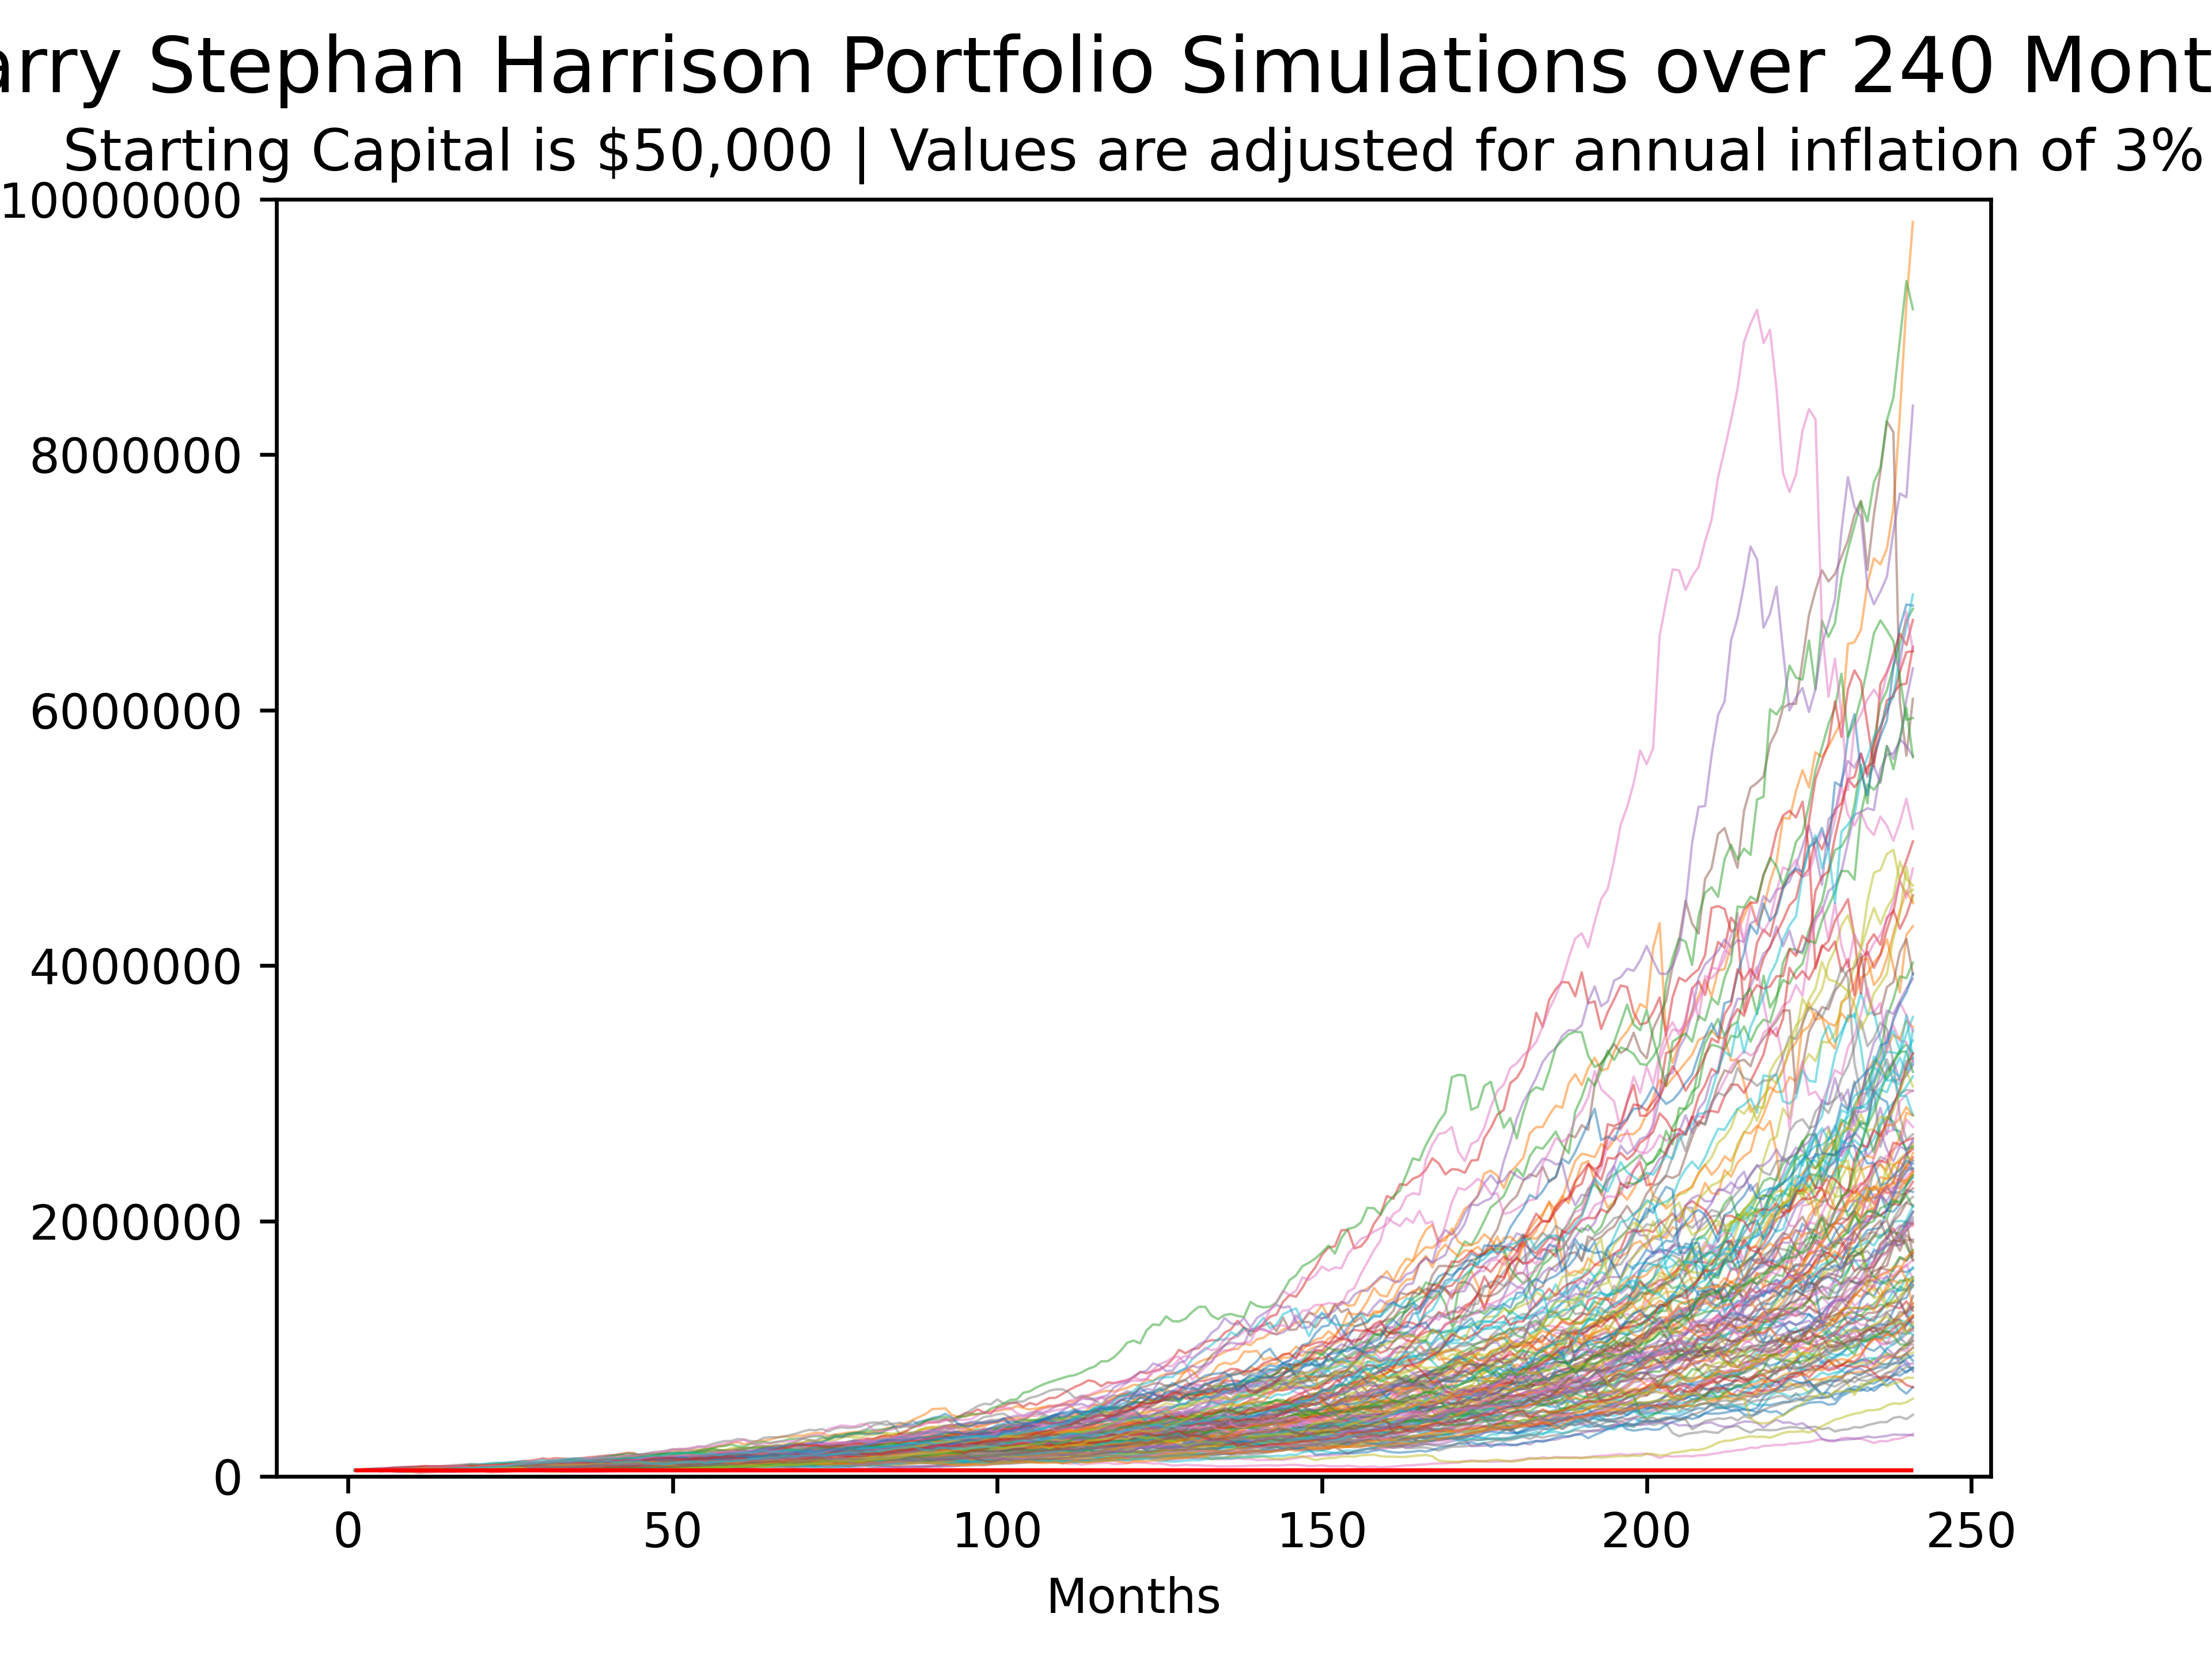 arry Stephan Harrison Portfolio Simulations over 240 Mont
Starting Capital is $50,000 | Values are adjusted for annual inflation of 3%
10000000
8000000
6000000
4000000
2000000
0
0 50 100 150 200 250
Months